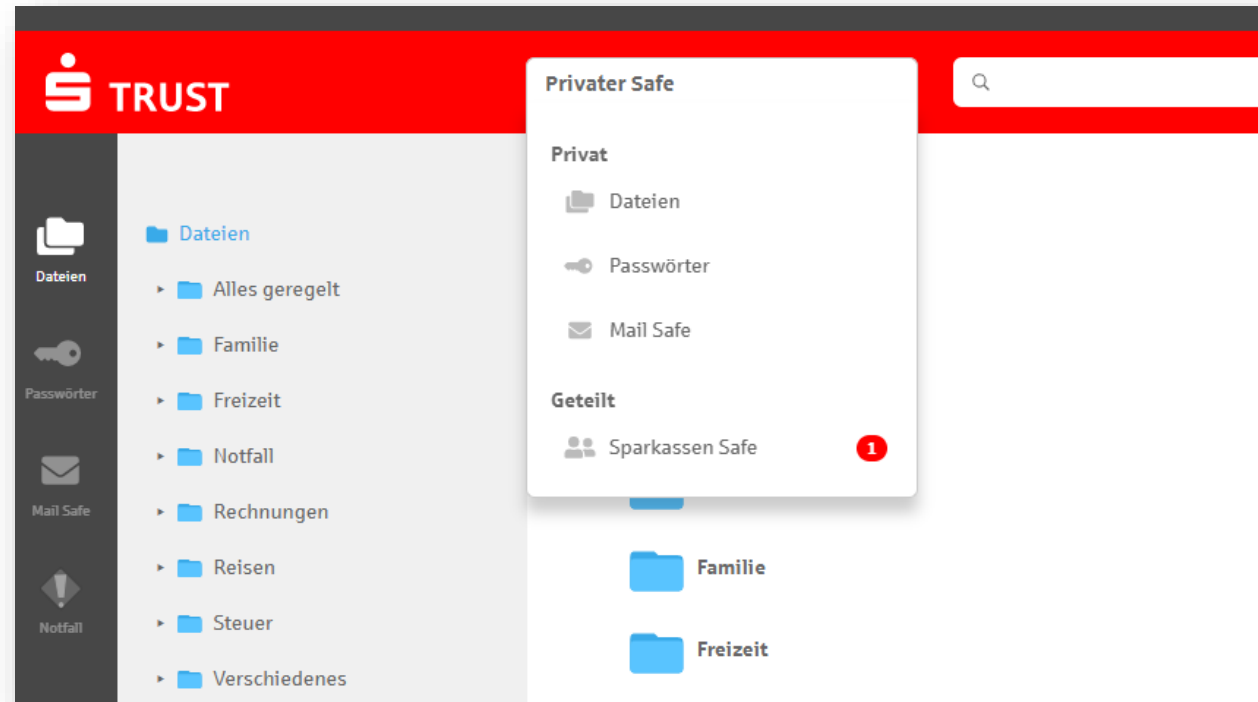 TRUST
Privater Safe
Privat
Dateien
Passwörter
Mail Safe
Geteilt
Sparkassen Safe 1
Dateien
Passwörter
Mail Safe
Notfall
Dateien
Alles geregelt
Familie
Freizeit
Notfall
Rechnungen
Reisen
Steuer
Verschiedenes
Familie
Freizeit